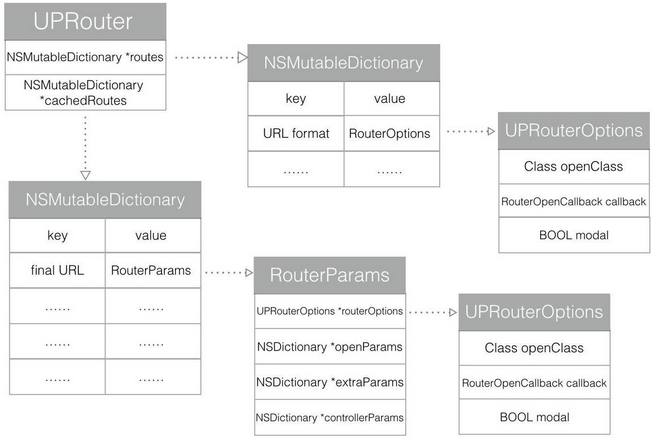 UPRouter
NSMutableDictionary *routes
NSMutableDictionary
*cachedRoutes
NSMutableDictionary
key value
URL format RouterOptions
...... ......
UPRouterOptions
Class openClass
RouterOpenCallback callback
BOOL modal
NSMutableDictionary
key value
final URL RouterParams
...... ......
...... ......
...... ......
RouterParams
UPRouterOptions *routerOptions
NSDictionary *openParams
NSDictionary *extraParams
NSDictionary *controllerParams
UPRouterOptions
Class openClass
RouterOpenCallback callback
BOOL modal